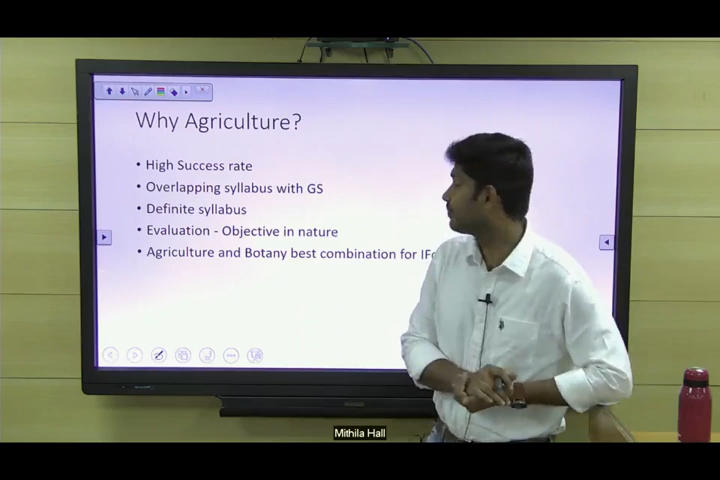 Why Agriculture?
• High Success rate
• Overlapping syllabus with GS
• Definite syllabus
• Evaluation - Objective in nature
• Agriculture and Botany best combination for
Mithila Hall